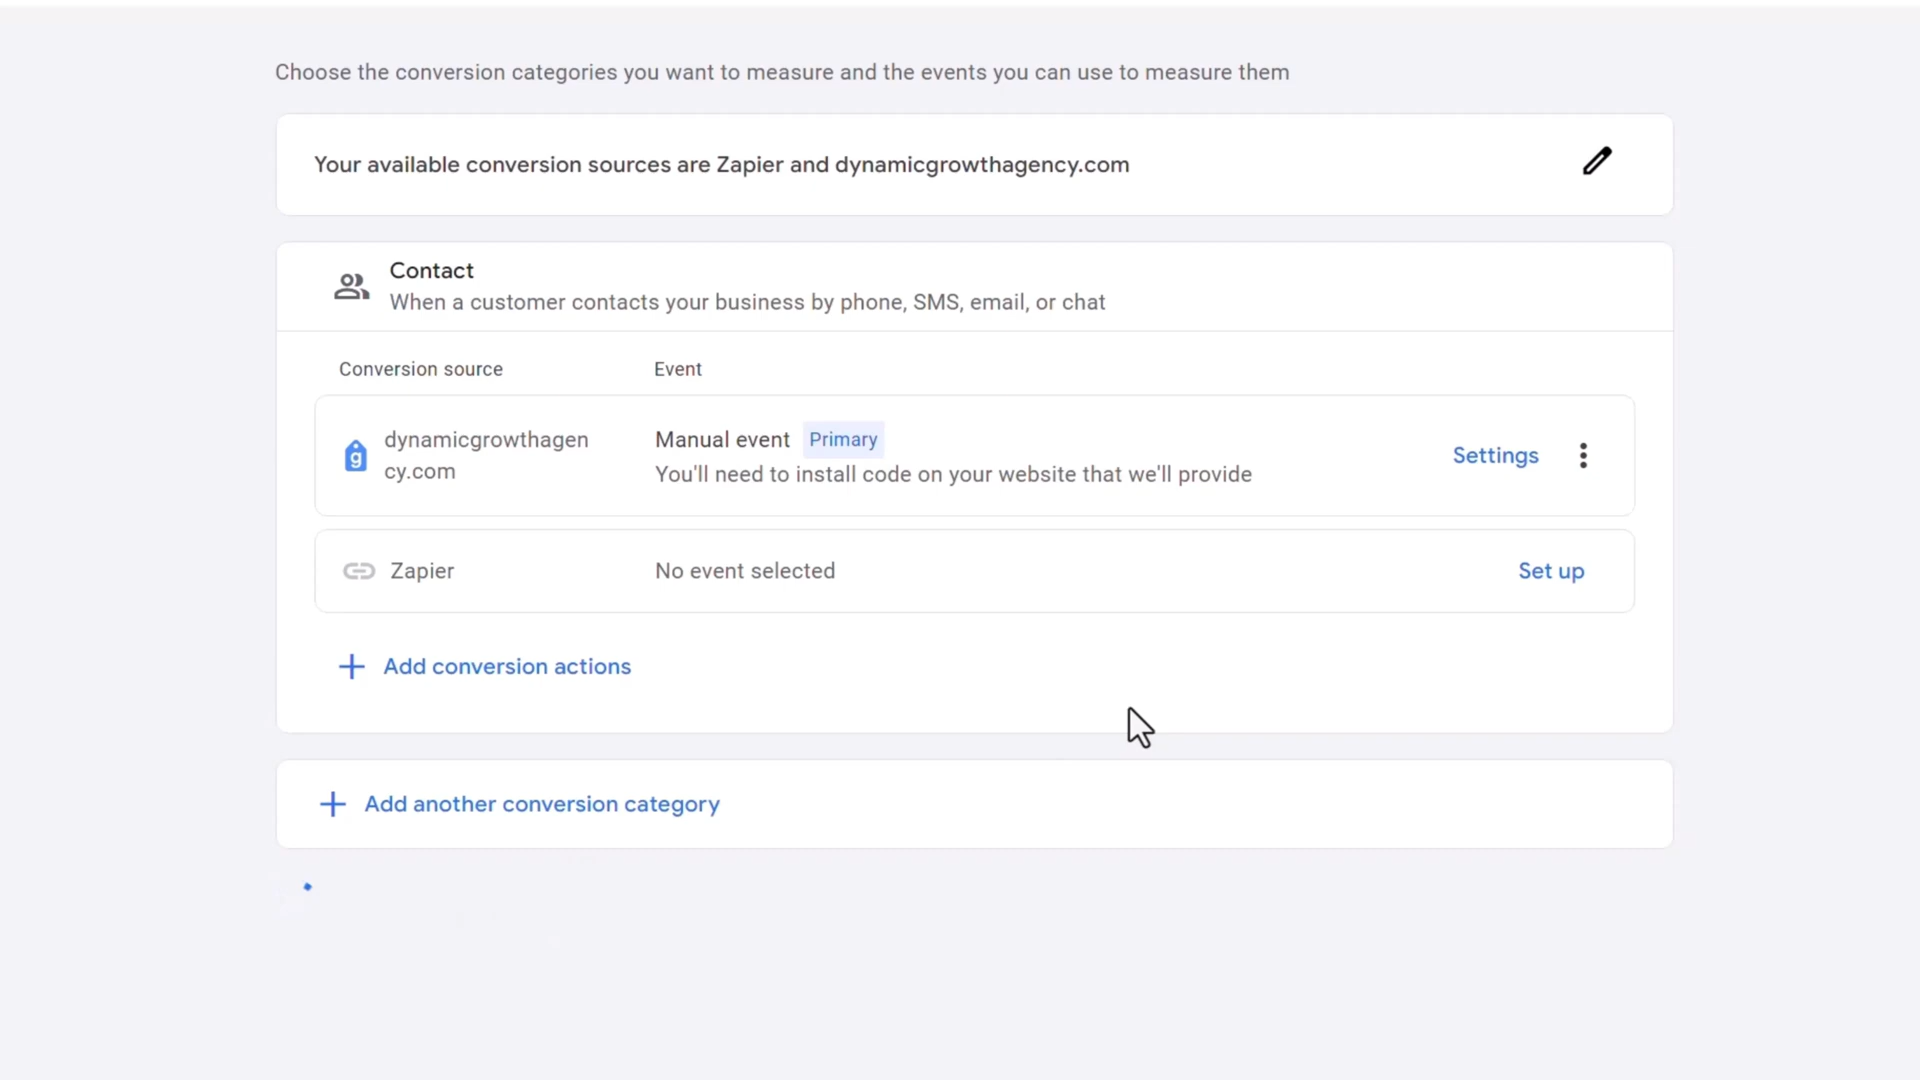 Choose the conversion categories you want to measure and the events you can use to measure them
Your available conversion sources are Zapier and dynamicgrowthagency.com
Contact
When a customer contacts your business by phone, SMS, email, or chat
Conversion source Event
dynamicgrowthagen
cy.com
Manual event Primary
You'll need to install code on your website that we'll provide
Settings
Zapier No event selected Set up
Add conversion actions
Add another conversion category